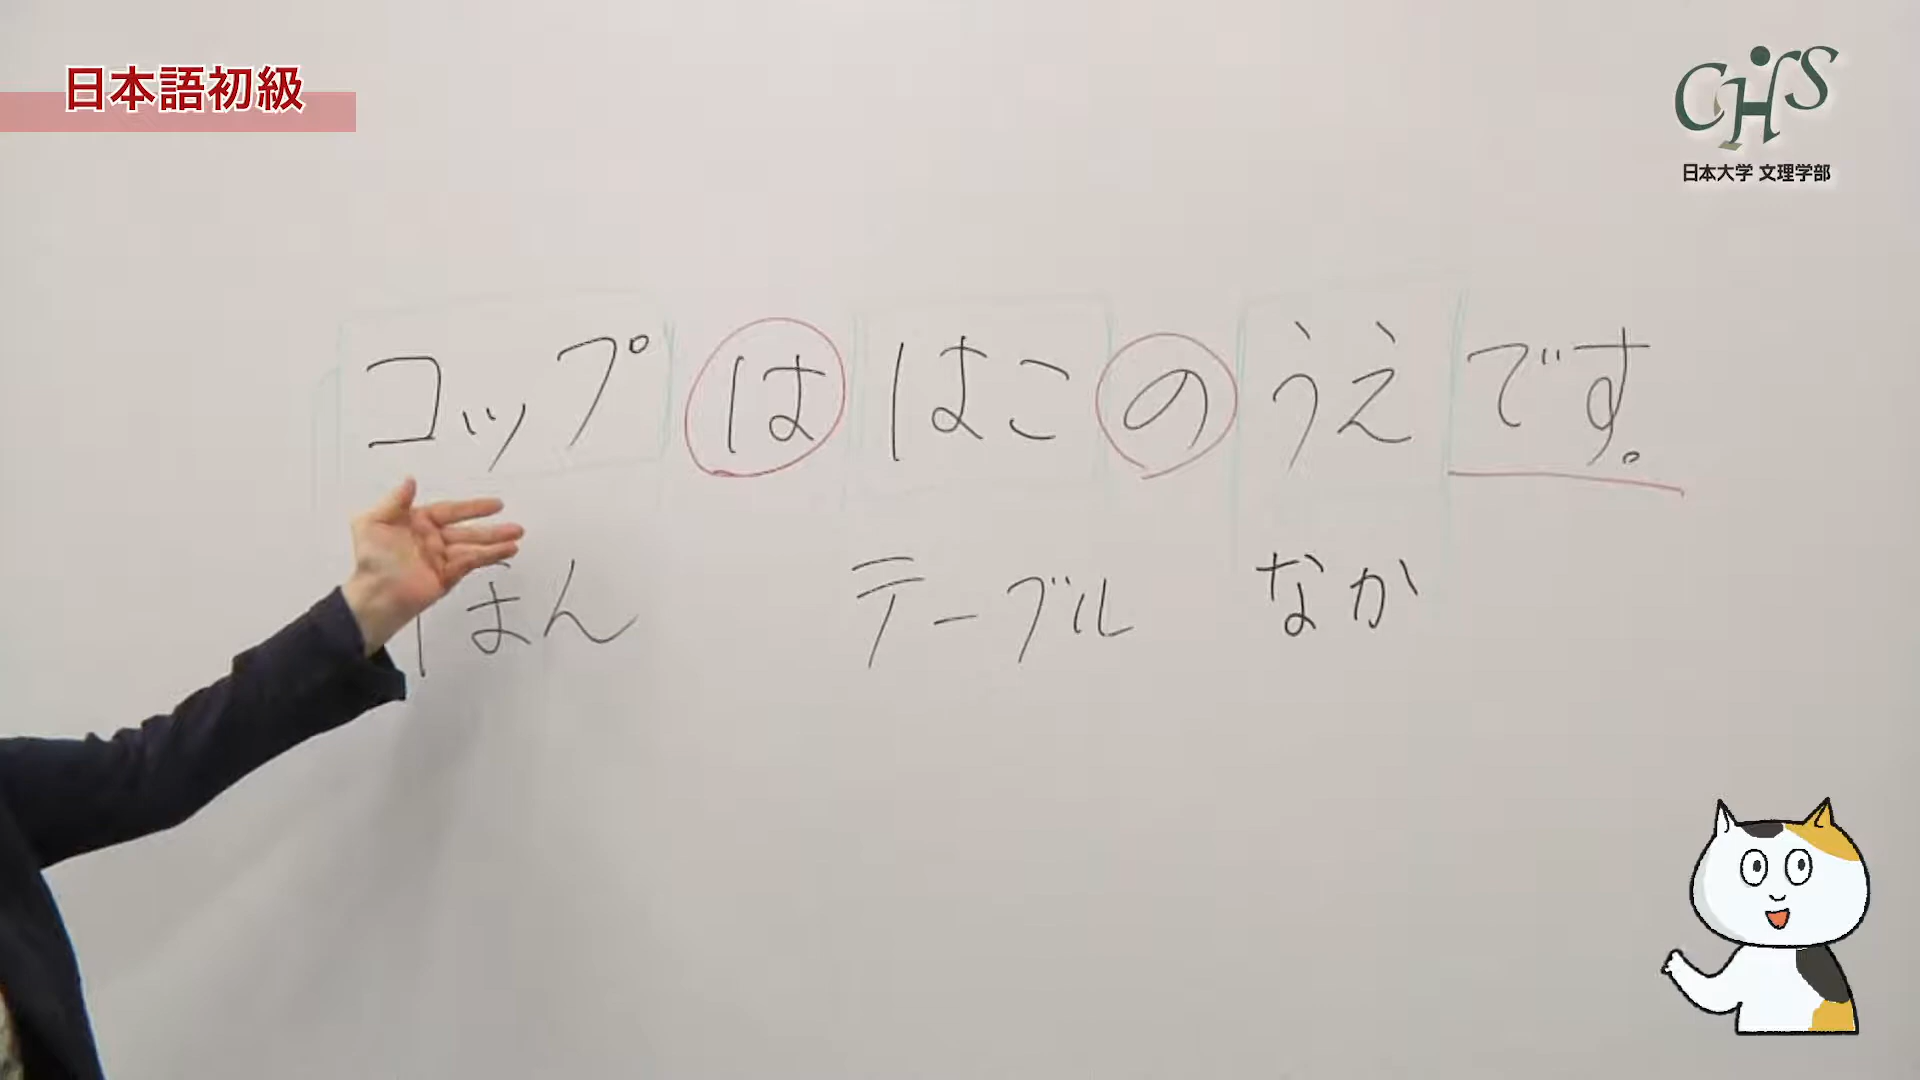 日本語初級
CHS
日本大学 文理学部
コップ は はこ の うえ です。
ほん テーブル なか